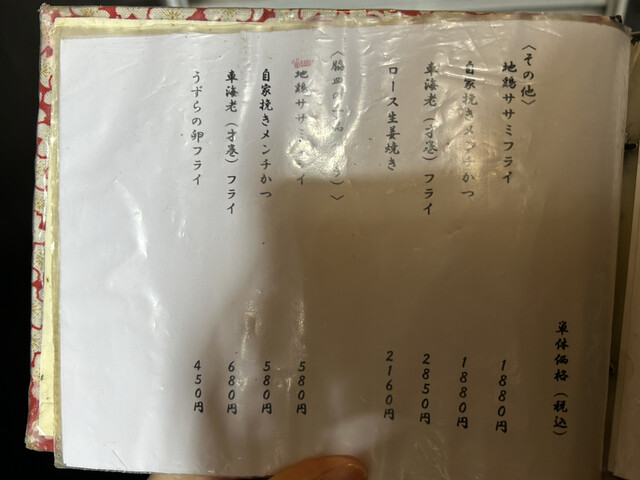 〈その他〉
単体価格（税込）
地鶏ササミフライ 1880円
自家挽きメンチかつ 1880円
車海老（才巻）フライ 2850円
ロース生姜焼き 2160円
地鶏ササミ 580円
自家挽きメンチかつ 580円
車海老（才巻）フライ 680円
うずらの卵フライ 450円